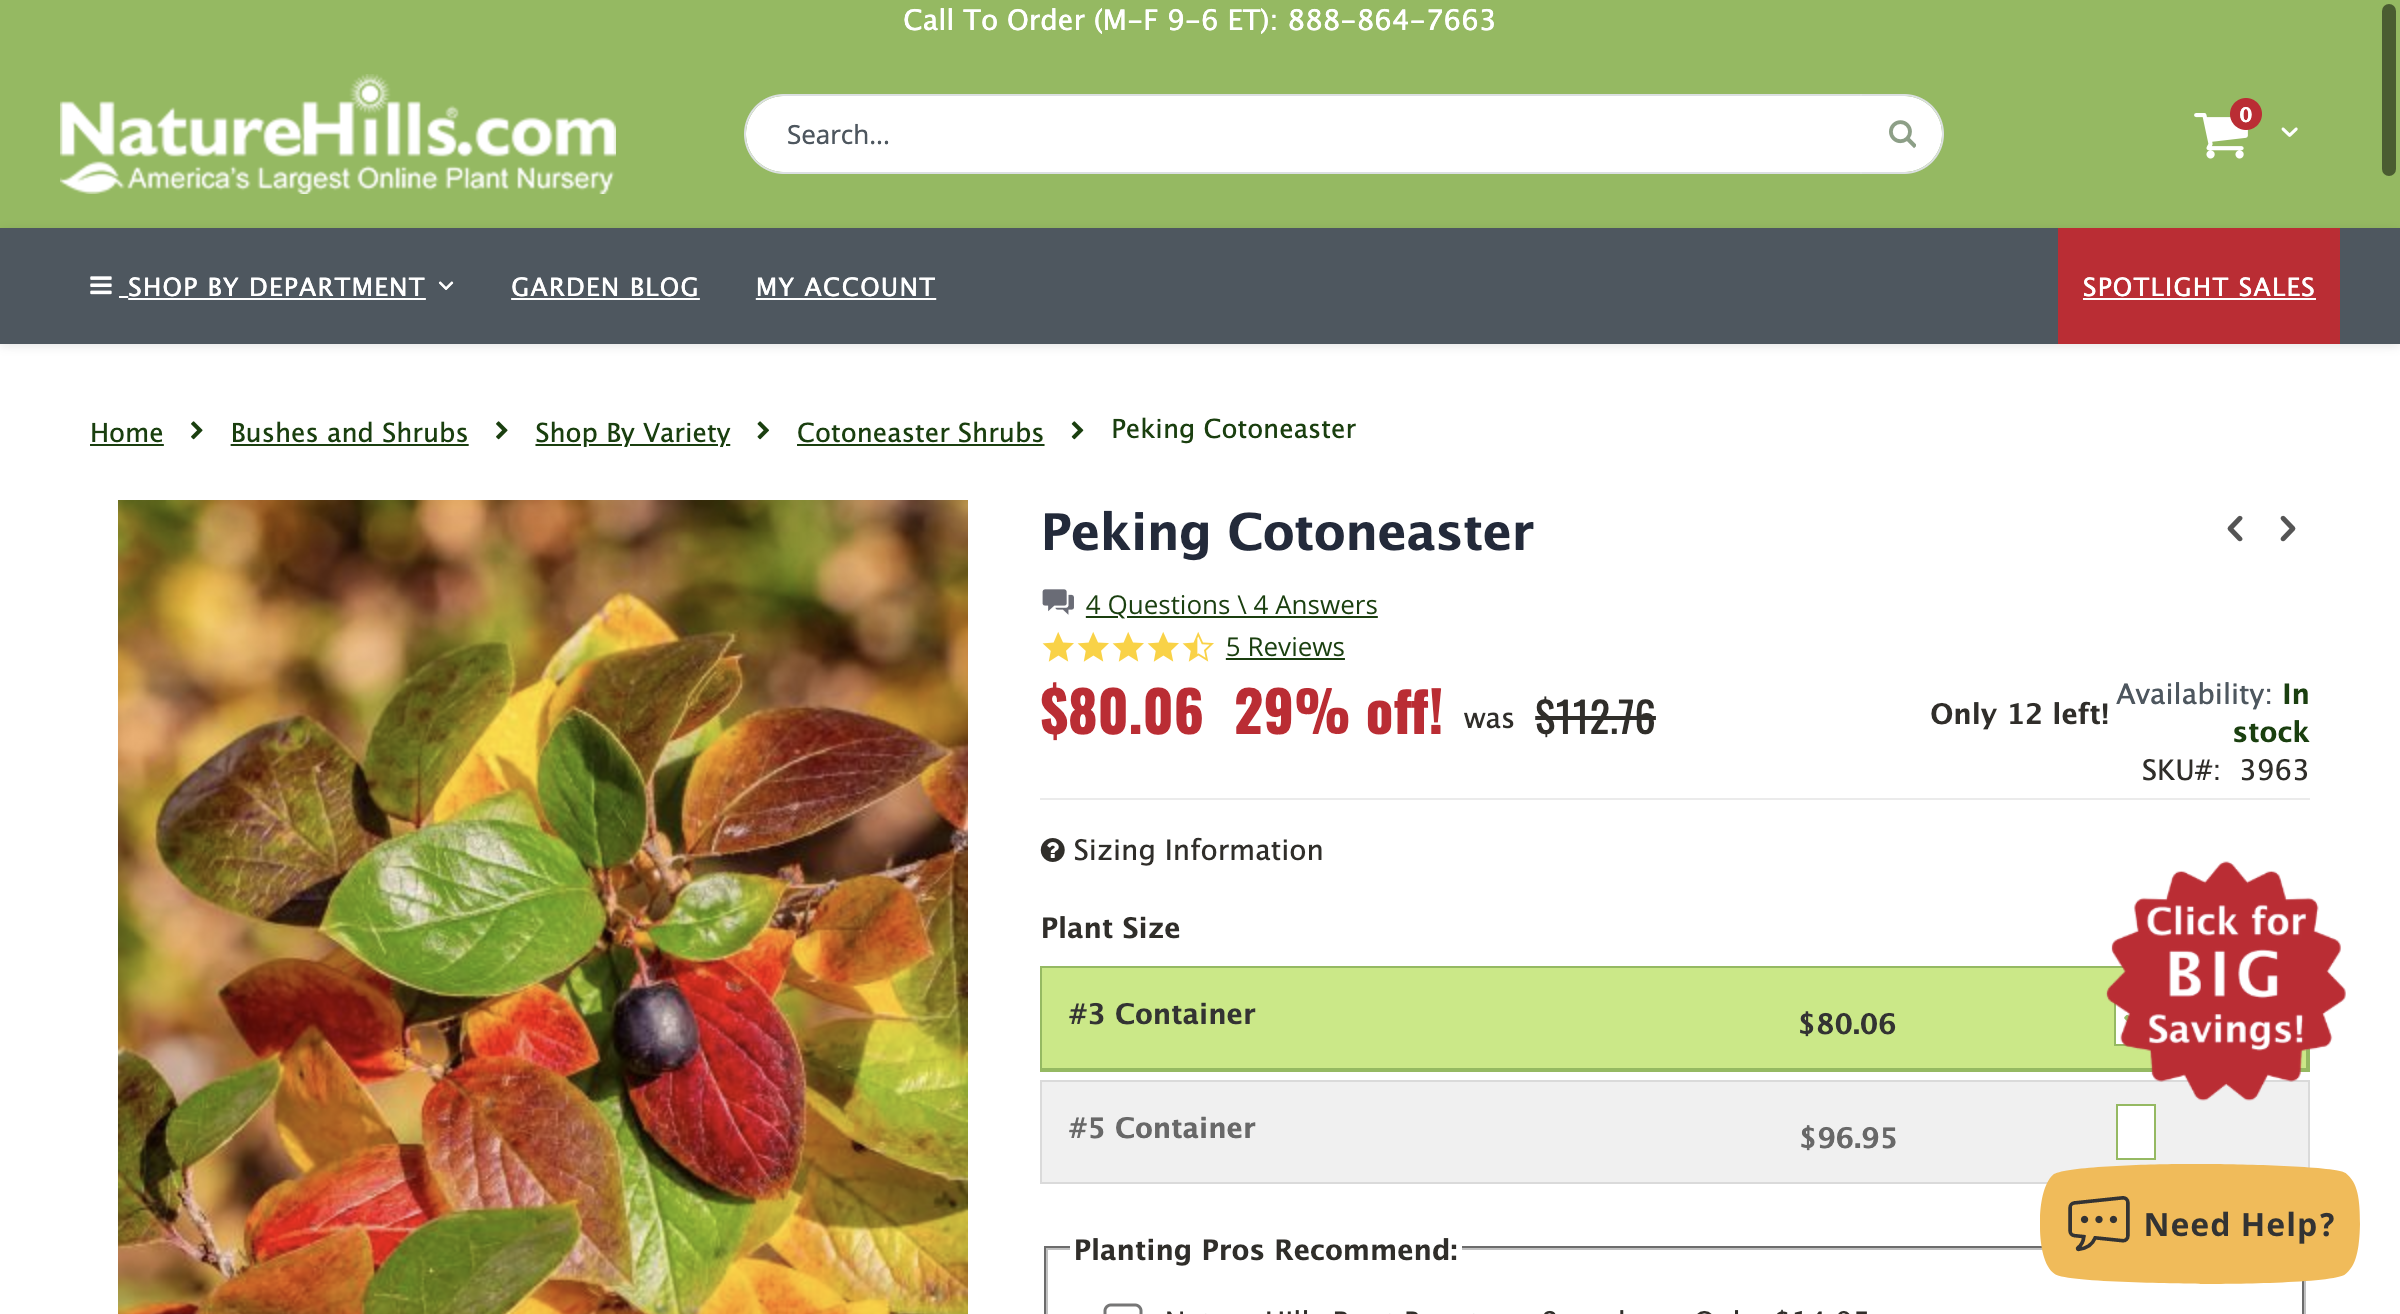 Call To Order (M-F 9-6 ET): 888-864-7663
NatureHills.com
America's Largest Online Plant Nursery
Search...
0
SHOP BY DEPARTMENT
GARDEN BLOG
MY ACCOUNT
SPOTLIGHT SALES
Home > Bushes and Shrubs > Shop By Variety > Cotoneaster Shrubs > Peking Cotoneaster
Peking Cotoneaster
4 Questions \ 4 Answers
5 Reviews
$80.06 29% off! was $112.76
Only 12 left!
Availability: In stock
SKU#: 3963
Sizing Information
Plant Size
#3 Container $80.06
#5 Container $96.95
Click for
BIG
Savings!
Planting Pros Recommend:
Need Help?